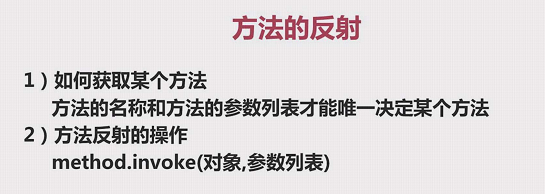 方法的反射
1）如何获取某个方法
方法的名称和方法的参数列表才能唯一决定某个方法
2）方法反射的操作
method.invoke(对象,参数列表)